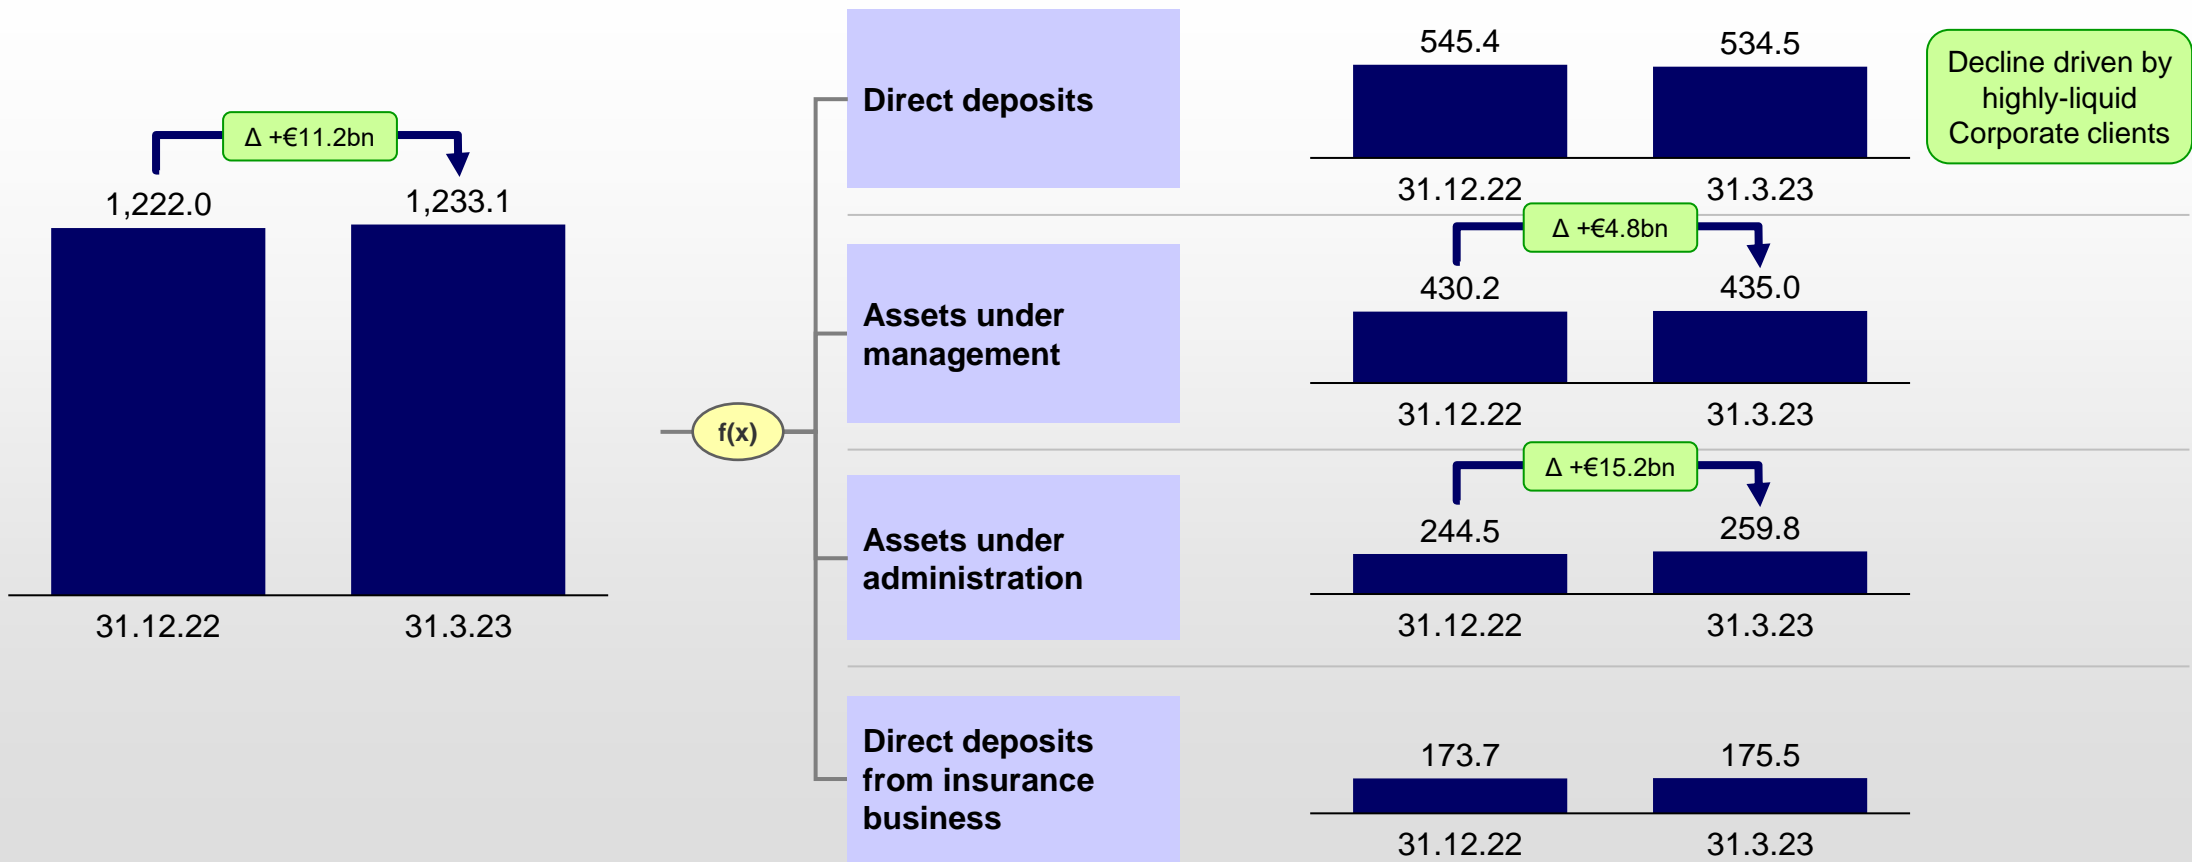 Δ +€11.2bn
1,222.0
1,233.1
31.12.22
31.3.23
f(x)
Direct deposits
545.4
534.5
31.12.22
31.3.23
Decline driven by
highly-liquid
Corporate clients
Assets under
management
Δ +€4.8bn
430.2
435.0
31.12.22
31.3.23
Assets under
administration
Δ +€15.2bn
244.5
259.8
31.12.22
31.3.23
Direct deposits
from insurance
business
173.7
175.5
31.12.22
31.3.23